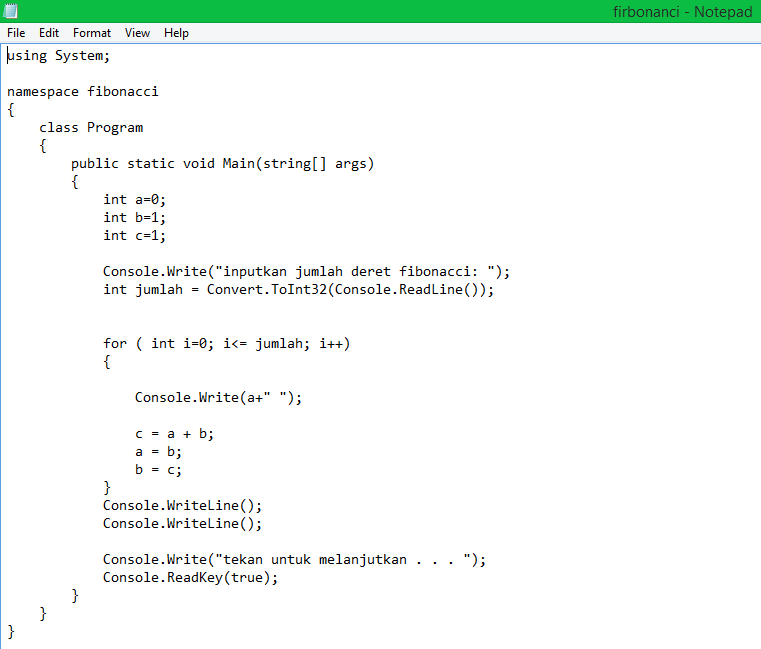 firbonanci - Notepad
File Edit Format View Help
using System;
namespace fibonacci
{
    class Program
    {
        public static void Main(string[] args)
        {
            int a=0;
            int b=1;
            int c=1;
            Console.Write("inputkan jumlah deret fibonacci: ");
            int jumlah = Convert.ToInt32(Console.ReadLine());
            for ( int i=0; i<= jumlah; i++)
            {
                Console.Write(a+" ");
                c = a + b;
                a = b;
                b = c;
            }
            Console.WriteLine();
            Console.WriteLine();
            Console.Write("tekan untuk melanjutkan . . . ");
            Console.ReadKey(true);
        }
    }
}